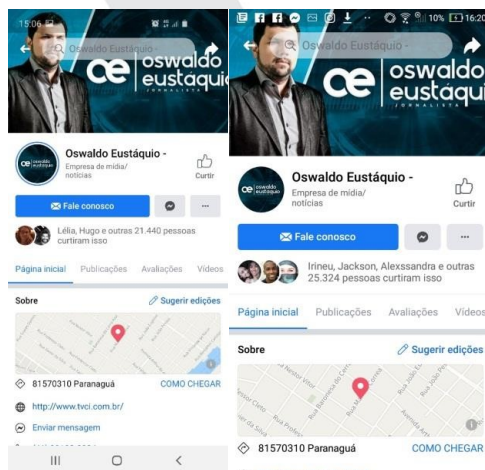 15:06
Oswaldo Eustáquio
œ oswaldo
eustáqui
Oswaldo Eustáquio -
Empresa de mídia/
notícias
Curtir
Fale conosco
Lélia, Hugo e outras 21.440 pessoas
curtiram isso
Página inicial Publicações Avaliações Vídeos
Sobre
Sugerir edições
81570310 Paranaguá
COMO CHEGAR
http://www.tvci.com.br/
Enviar mensagem
10% 16:20
Oswaldo Eustáquio
œ oswaldo
eustáqui
JORNALISTA
Oswaldo Eustáquio -
Empresa de mídia/
notícias
Curtir
Fale conosco
Irineu, Jackson, Alexssandra e outras
25.324 pessoas curtiram isso
Página inicial Publicações Avaliações Vídeos
Sobre
Sugerir edições
81570310 Paranaguá
COMO CHEGAR